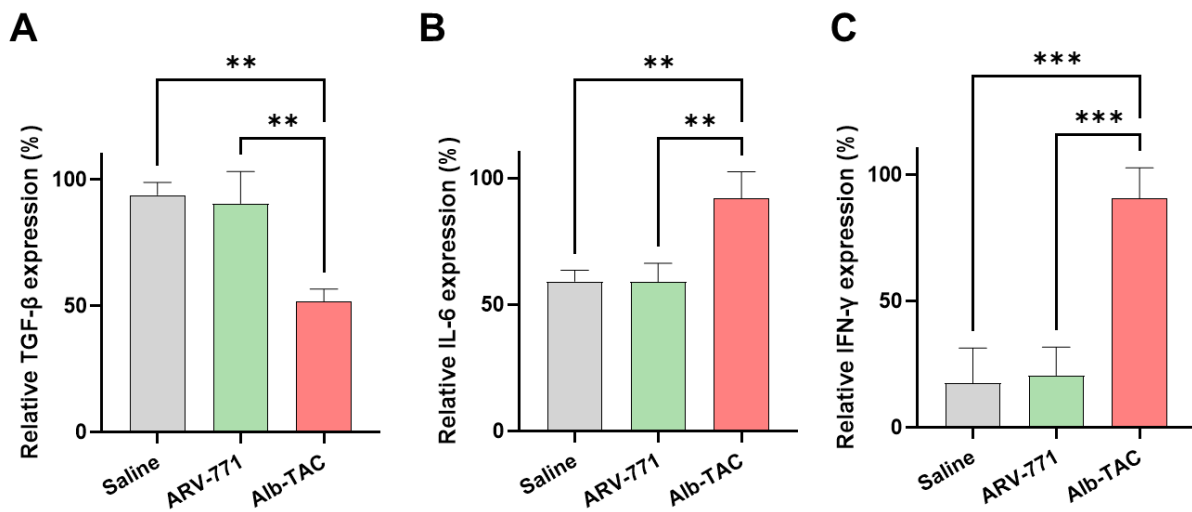 A
Relative TGF-β expression (%)
100
50
0
**
**
Saline
ARV-771
Alb-TAC
B
Relative IL-6 expression (%)
100
50
0
**
**
Saline
ARV-771
Alb-TAC
C
Relative IFN-γ expression (%)
100
50
0
***
***
Saline
ARV-771
Alb-TAC